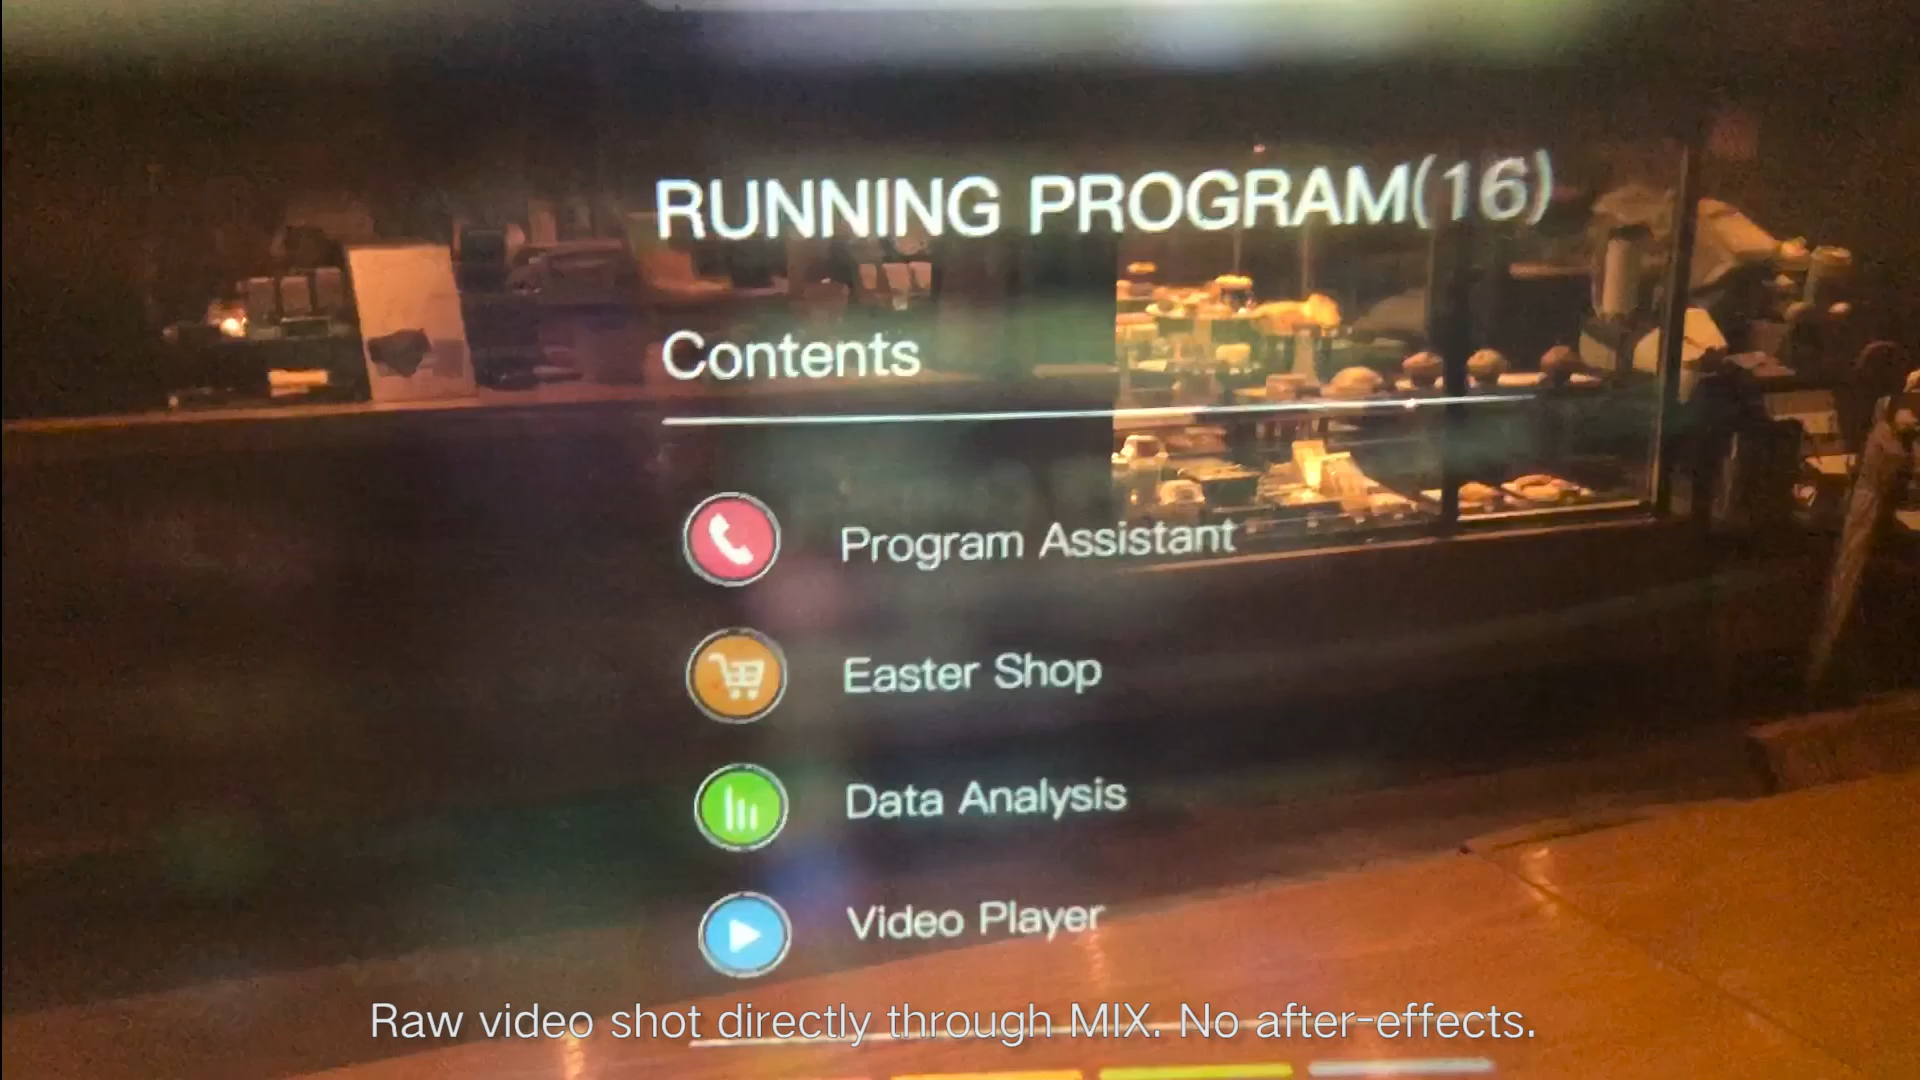 RUNNING PROGRAM(16)
Contents
Program Assistant
Easter Shop
Data Analysis
Video Player
Raw video shot directly through MIX. No after-effects.